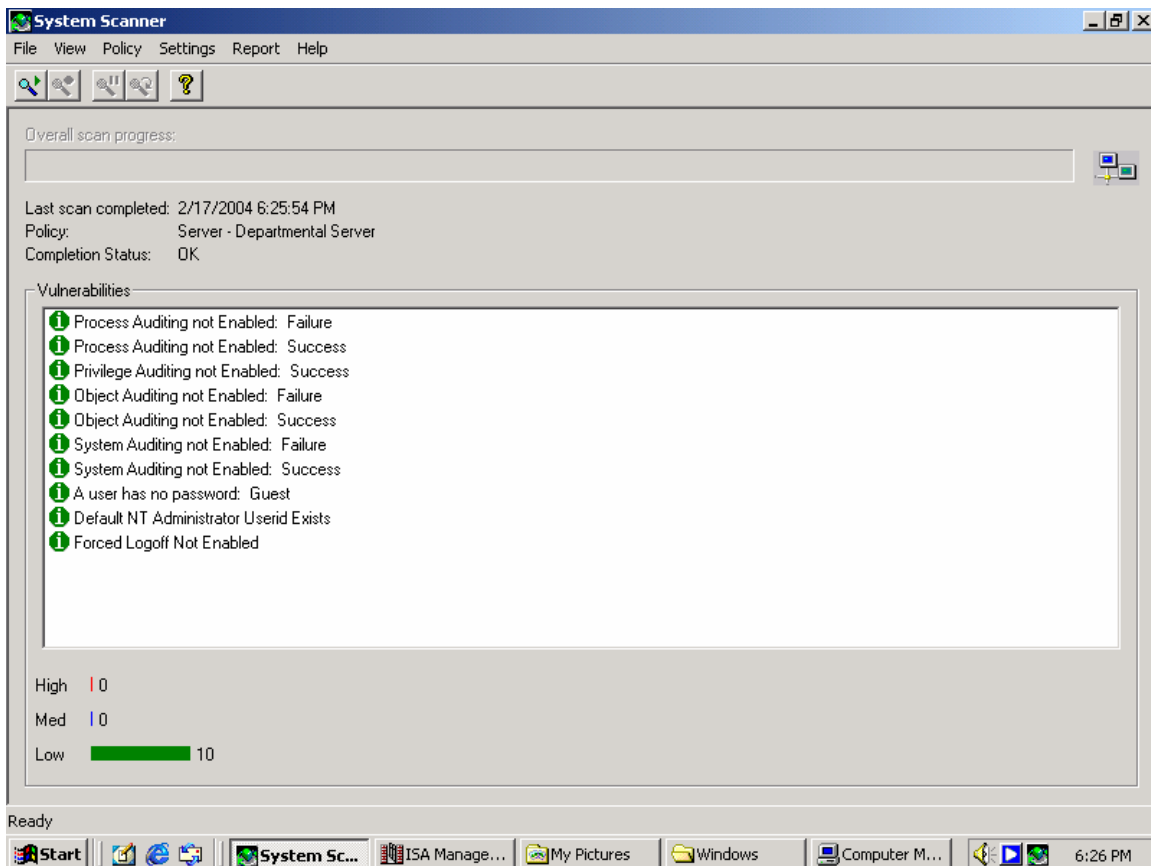 System Scanner
File View Policy Settings Report Help
Overall scan progress:
Last scan completed: 2/17/2004 6:25:54 PM
Policy: Server - Departmental Server
Completion Status: OK
Vulnerabilities
Process Auditing not Enabled: Failure
Process Auditing not Enabled: Success
Privilege Auditing not Enabled: Success
Object Auditing not Enabled: Failure
Object Auditing not Enabled: Success
System Auditing not Enabled: Failure
System Auditing not Enabled: Success
A user has no password: Guest
Default NT Administrator Userid Exists
Forced Logoff Not Enabled
High 0
Med 0
Low 10
Ready
Start System Sc... ISA Manage... My Pictures Windows Computer M... 6:26 PM